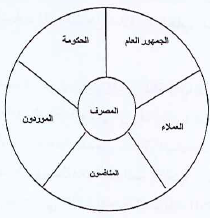 الجمهور العام
الحكومة
المصرف
العملاء
الموردون
المنافسون